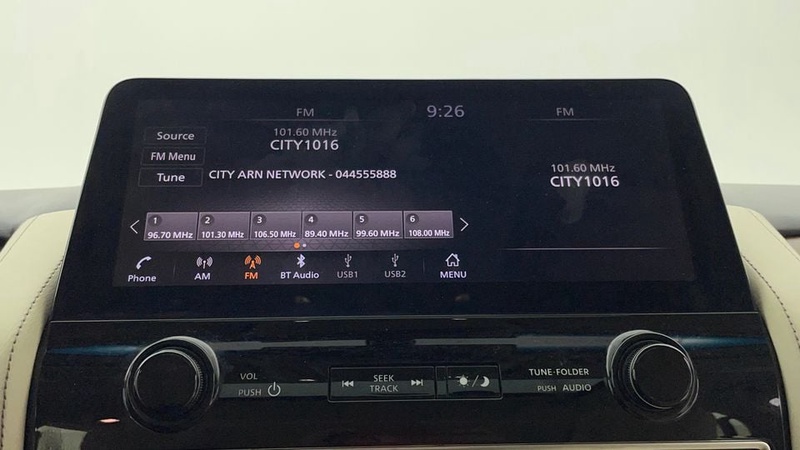 FM
9:26
FM
Source
101.60 MHz
CITY1016
FM Menu
Tune
CITY ARN NETWORK - 044555888
101.60 MHz
CITY1016
1 2 3 4 5 6
96.70 MHz 101.30 MHz 106.50 MHz 89.40 MHz 99.60 MHz 108.00 MHz
Phone AM FM BT Audio USB1 USB2 MENU
VOL
PUSH
SEEK
TRACK
TUNE-FOLDER
PUSH AUDIO